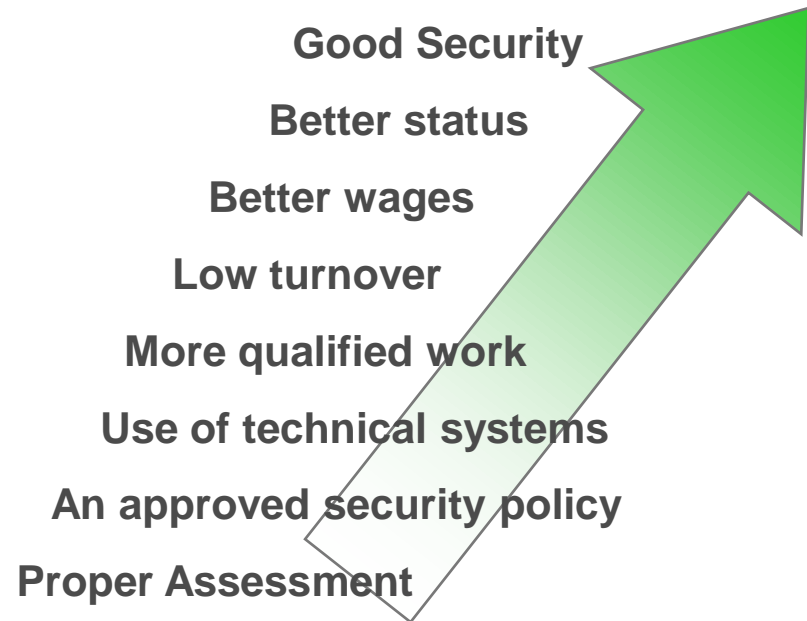 Good Security
Better status
Better wages
Low turnover
More qualified work
Use of technical systems
An approved security policy
Proper Assessment